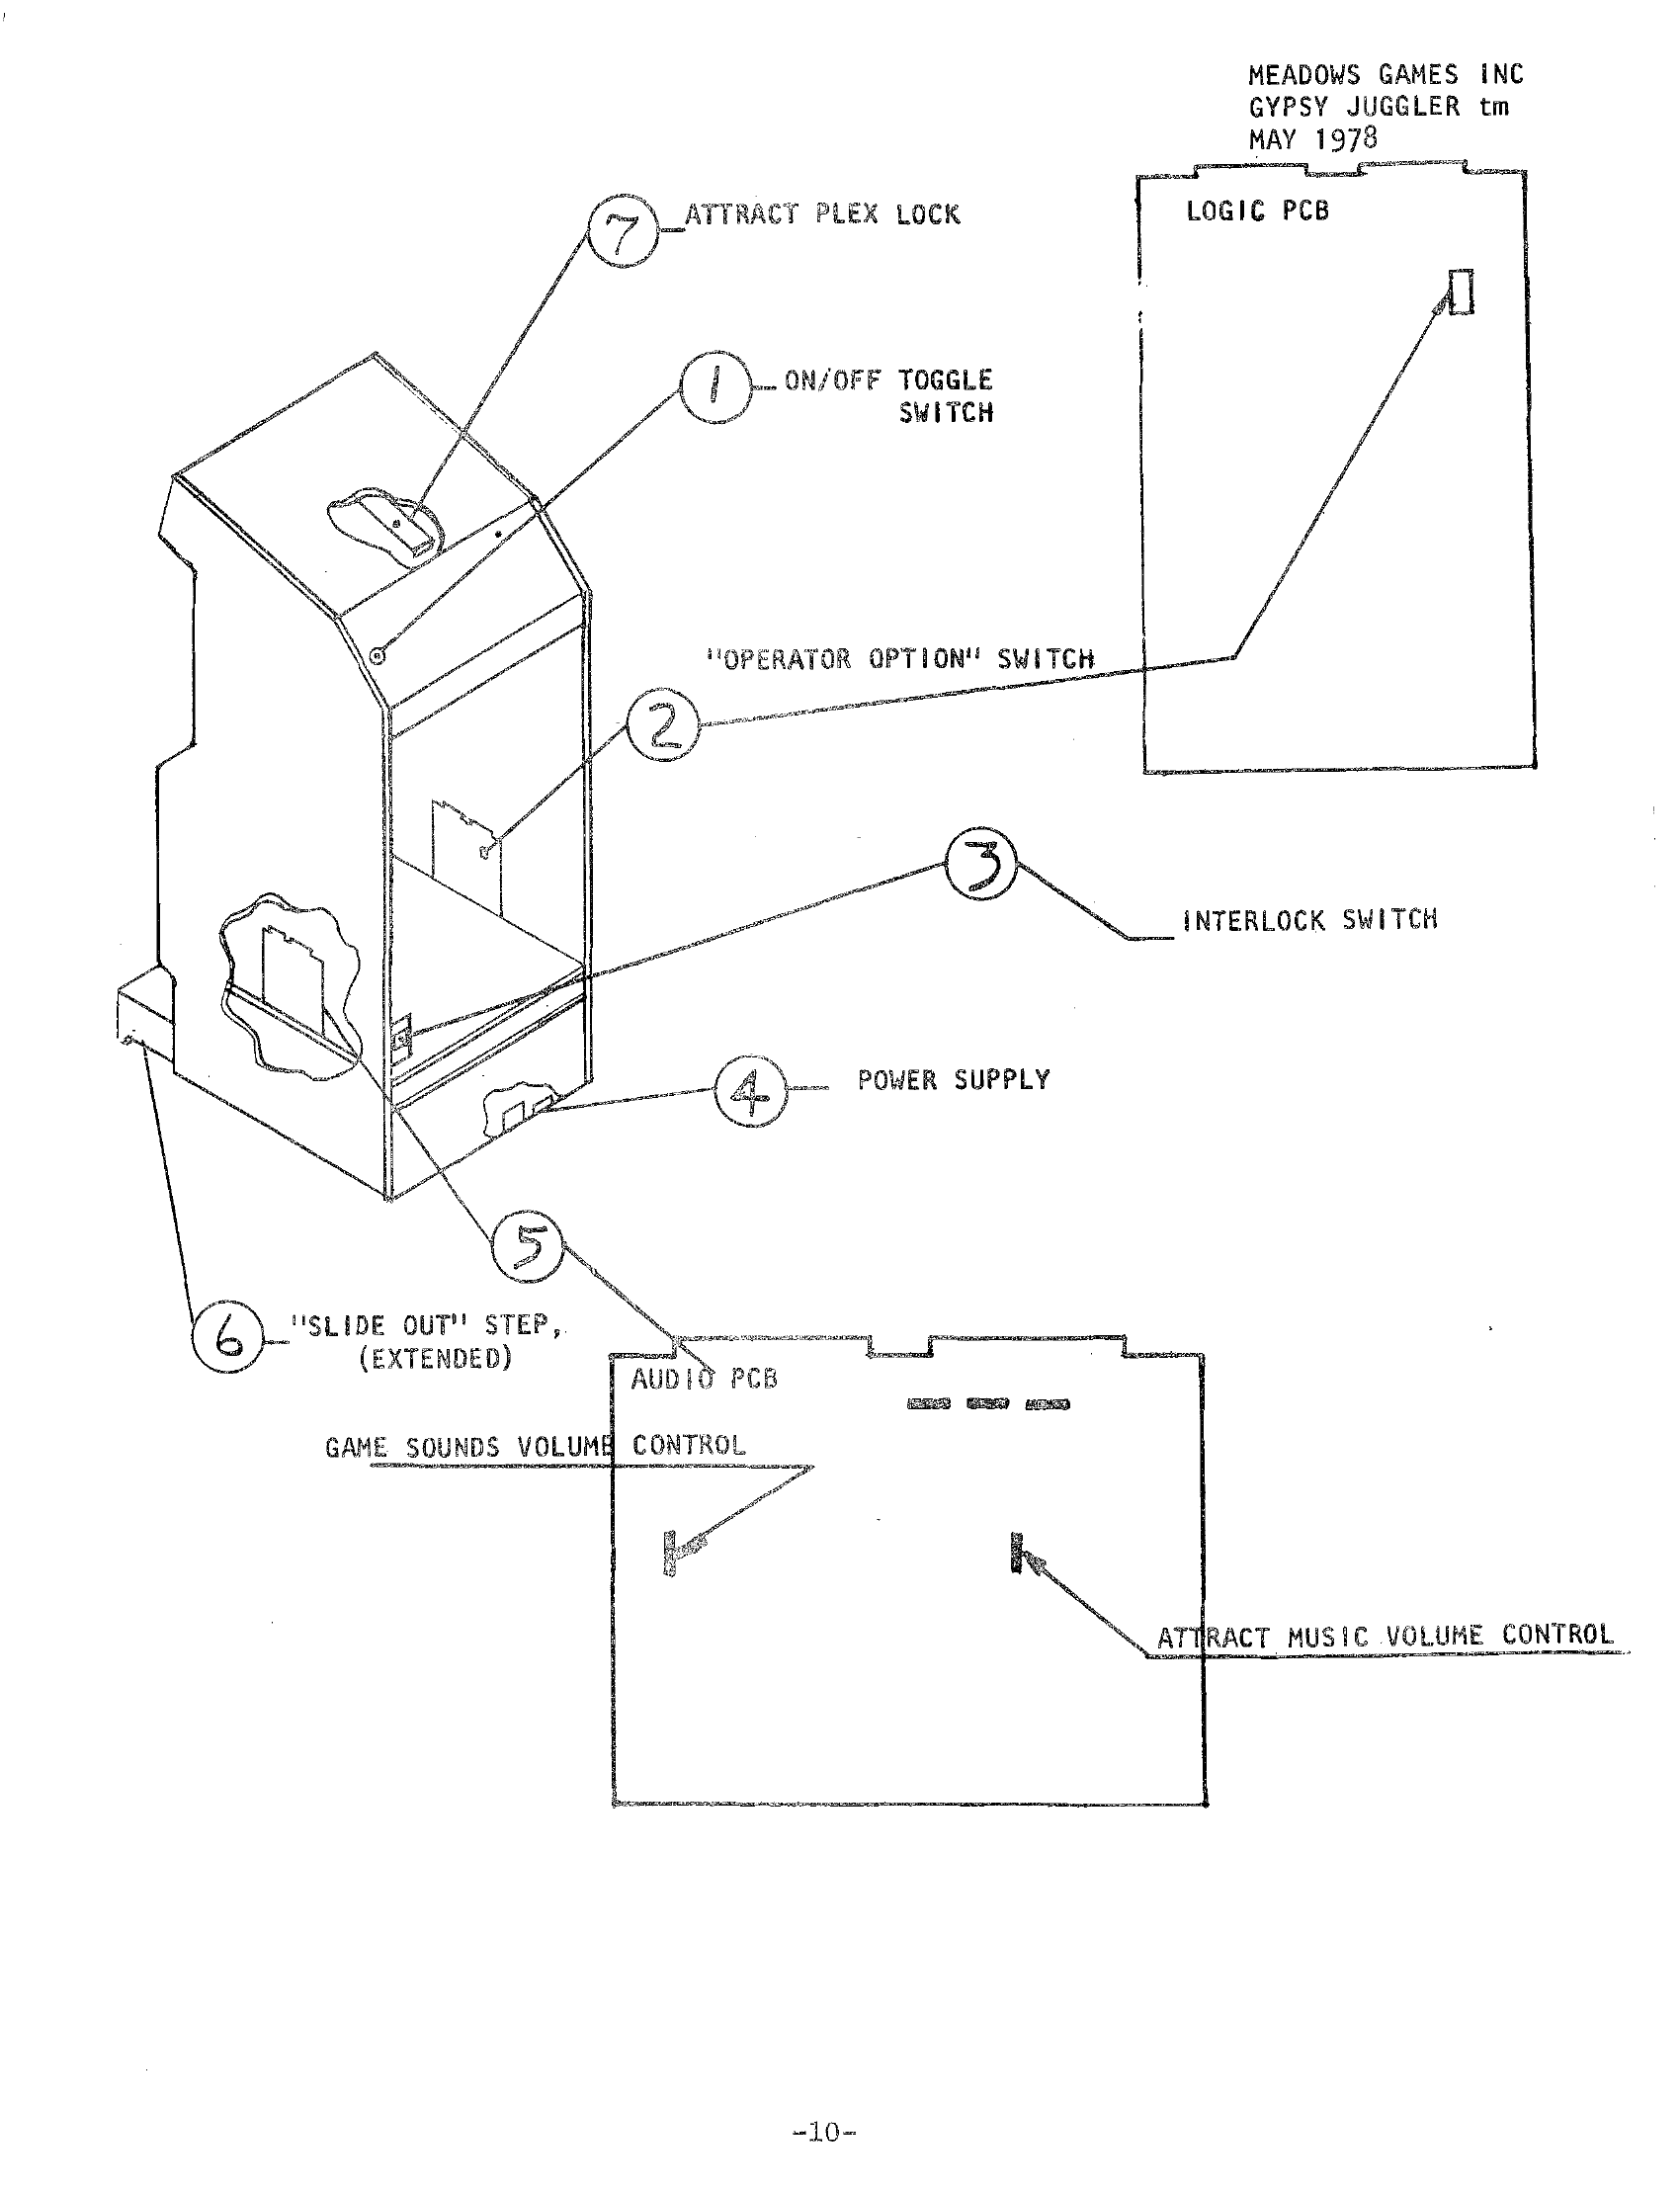 MEADOWS GAMES INC
GYPSY JUGGLER tm
MAY 1978
LOGIC PCB
7
ATTRACT PLEX LOCK
1
ON/OFF TOGGLE
SWITCH
"OPERATOR OPTION" SWITCH
2
3
INTERLOCK SWITCH
4
POWER SUPPLY
5
6
"SLIDE OUT" STEP,
(EXTENDED)
AUDIO PCB
GAME SOUNDS VOLUME CONTROL
ATTRACT MUSIC VOLUME CONTROL
-10-